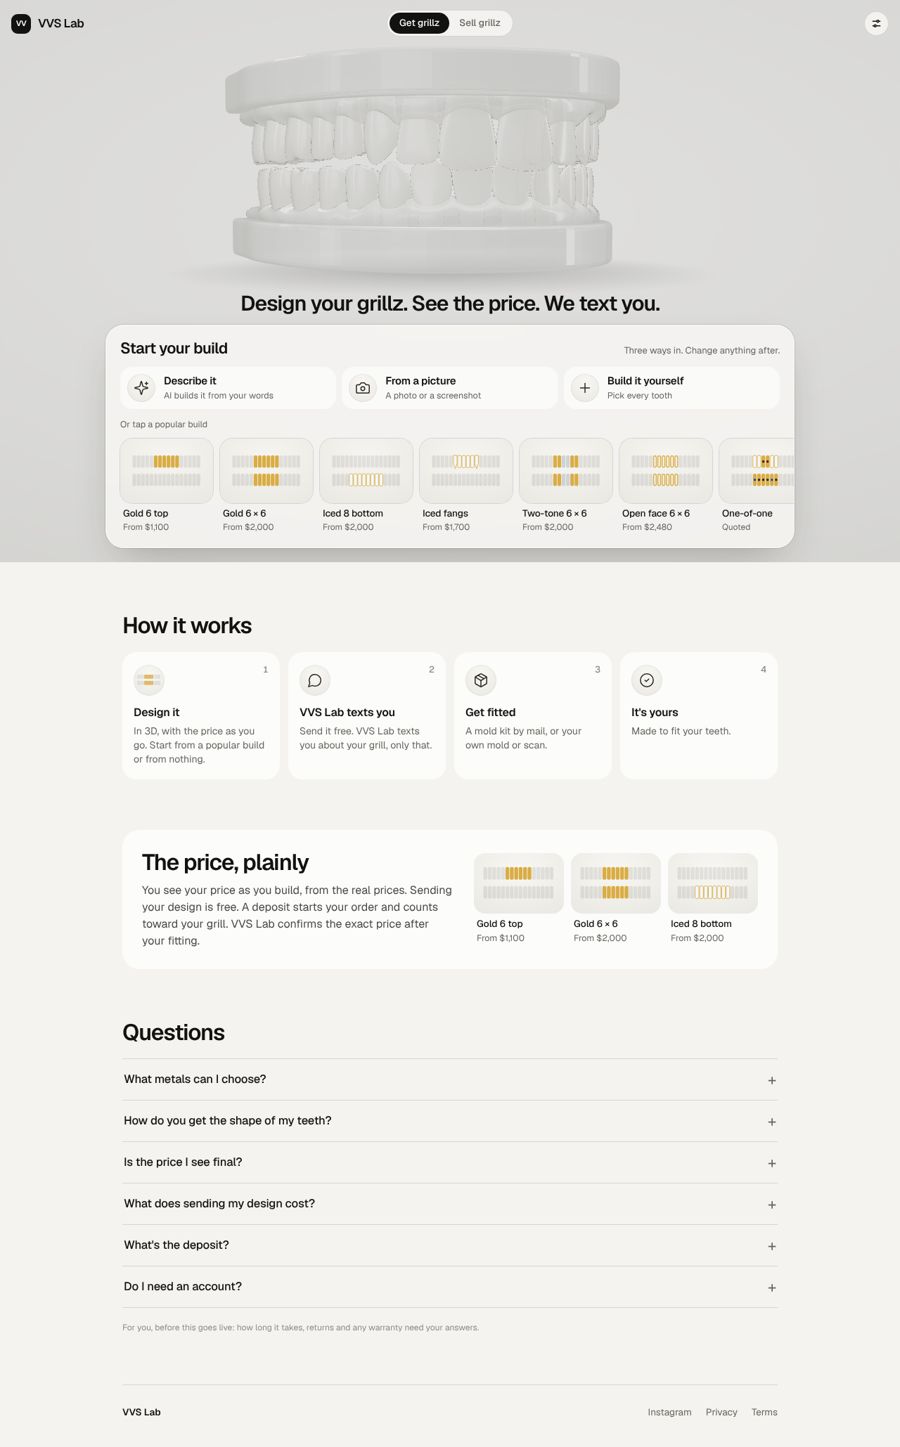 VV VVS Lab
Get grillz
Sell grillz
Design your grillz. See the price. We text you.
Start your build
Three ways in. Change anything after.
Describe it
AI builds it from your words
From a picture
A photo or a screenshot
Build it yourself
Pick every tooth
Or tap a popular build
Gold 6 top
From $1,100
Gold 6 × 6
From $2,000
Iced 8 bottom
From $2,000
Iced fangs
From $1,700
Two-tone 6 × 6
From $2,000
Open face 6 × 6
From $2,480
One-of-one
Quoted
How it works
1
Design it
In 3D, with the price as you
go. Start from a popular build
or from nothing.
2
VVS Lab texts you
Send it free. VVS Lab texts
you about your grill, only that.
3
Get fitted
A mold kit by mail, or your
own mold or scan.
4
It's yours
Made to fit your teeth.
The price, plainly
You see your price as you build, from the real prices. Sending
your design is free. A deposit starts your order and counts
toward your grill. VVS Lab confirms the exact price after
your fitting.
Gold 6 top
From $1,100
Gold 6 × 6
From $2,000
Iced 8 bottom
From $2,000
Questions
What metals can I choose?
How do you get the shape of my teeth?
Is the price I see final?
What does sending my design cost?
What's the deposit?
Do I need an account?
For you, before this goes live: how long it takes, returns and any warranty need your answers.
VVS Lab
Instagram
Privacy
Terms